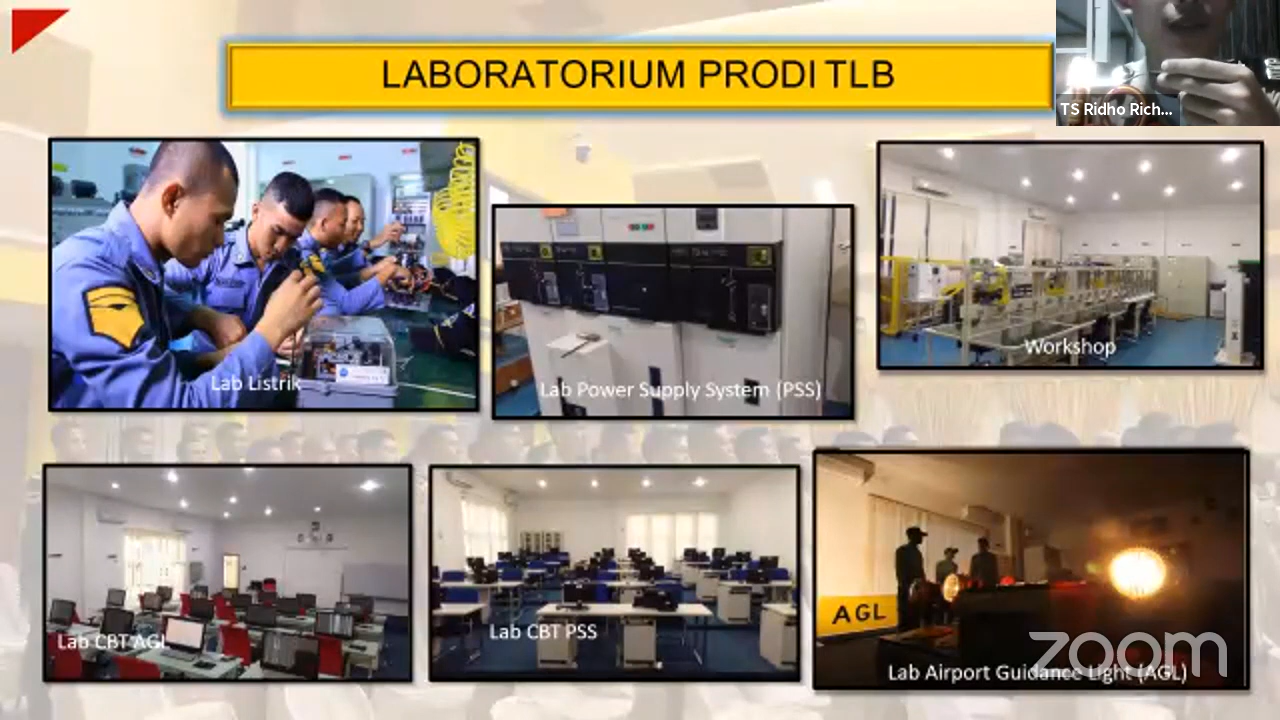 LABORATORIUM PRODI TLB
TS Ridho Rich...
Lab Listrik
Lab Power Supply System (PSS)
Workshop
Lab CBT AGL
Lab CBT PSS
AGL
Lab Airport Guidance Light (AGL)
zoom